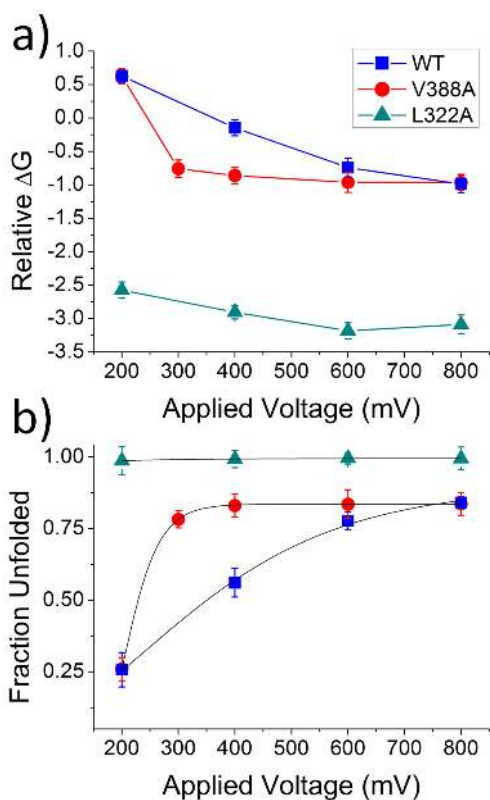 a)
1.0
0.5
0.0
-0.5
-1.0
-1.5
-2.0
-2.5
-3.0
-3.5
Relative ΔG
WT
V388A
L322A
200 300 400 500 600 700 800
Applied Voltage (mV)
b)
1.00
0.75
0.50
0.25
Fraction Unfolded
200 300 400 500 600 700 800
Applied Voltage (mV)